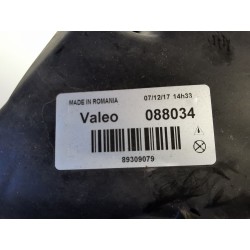 MADE IN ROMANIA 07/12/17 14h33
Valeo 088034
89309079